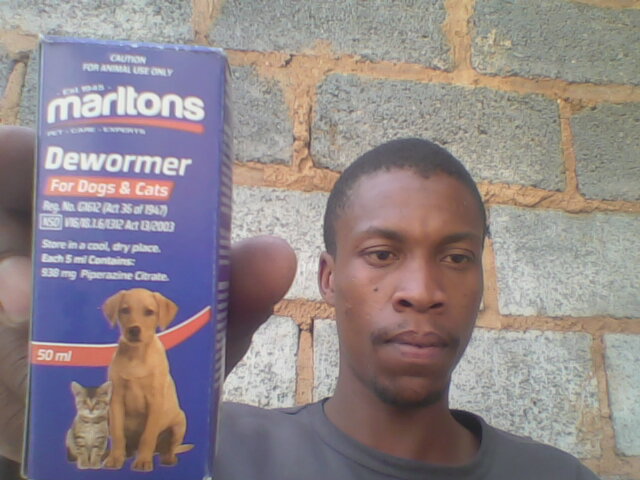 CAUTION
FOR ANIMAL USE ONLY
- Est 1945 -
marltons
PET - CARE - EXPERTS
Dewormer
For Dogs & Cats
Reg. No. G1612 (Act 36 of 1947)
NSO V16/18.1.6/1312 Act 13/2003
Store in a cool, dry place.
Each 5 ml Contains:
938 mg Piperazine Citrate.
50 ml